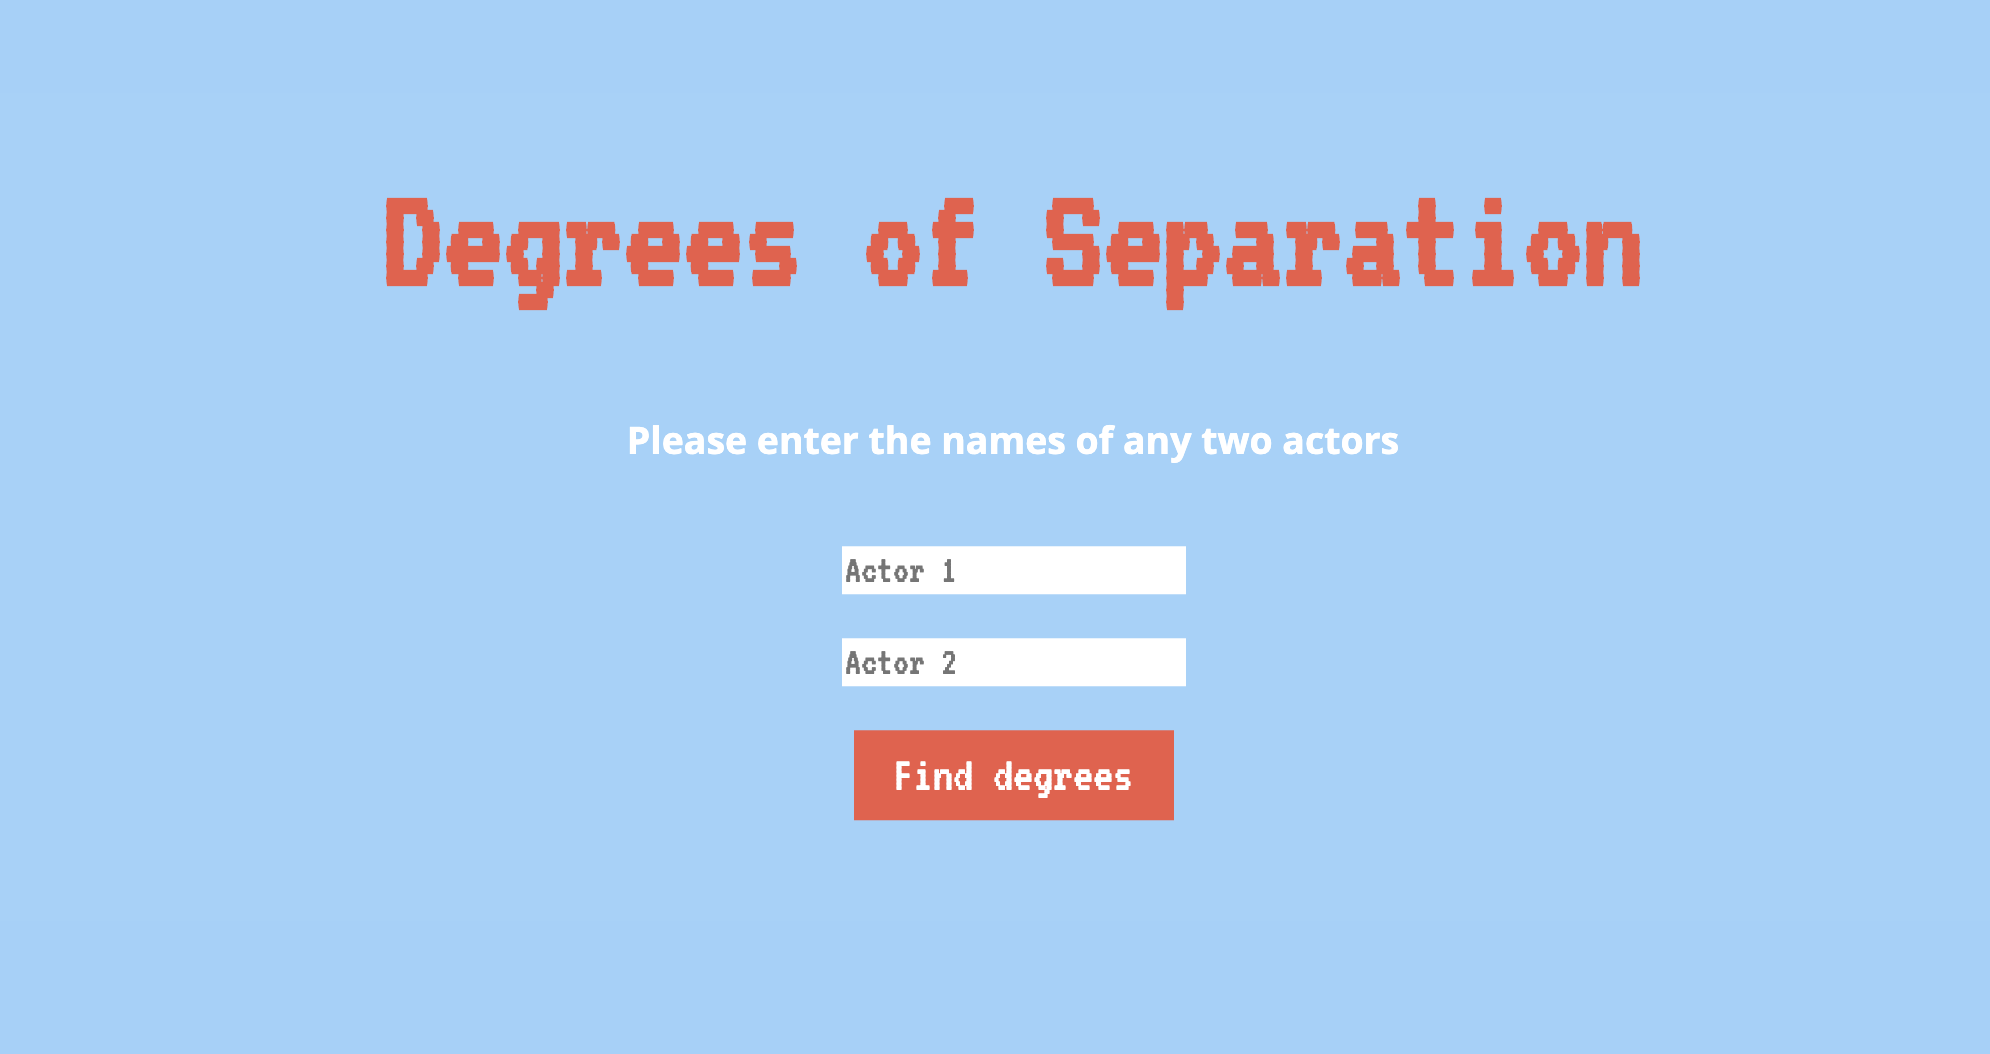 Degrees of Separation
Please enter the names of any two actors
Actor 1
Actor 2
Find degrees